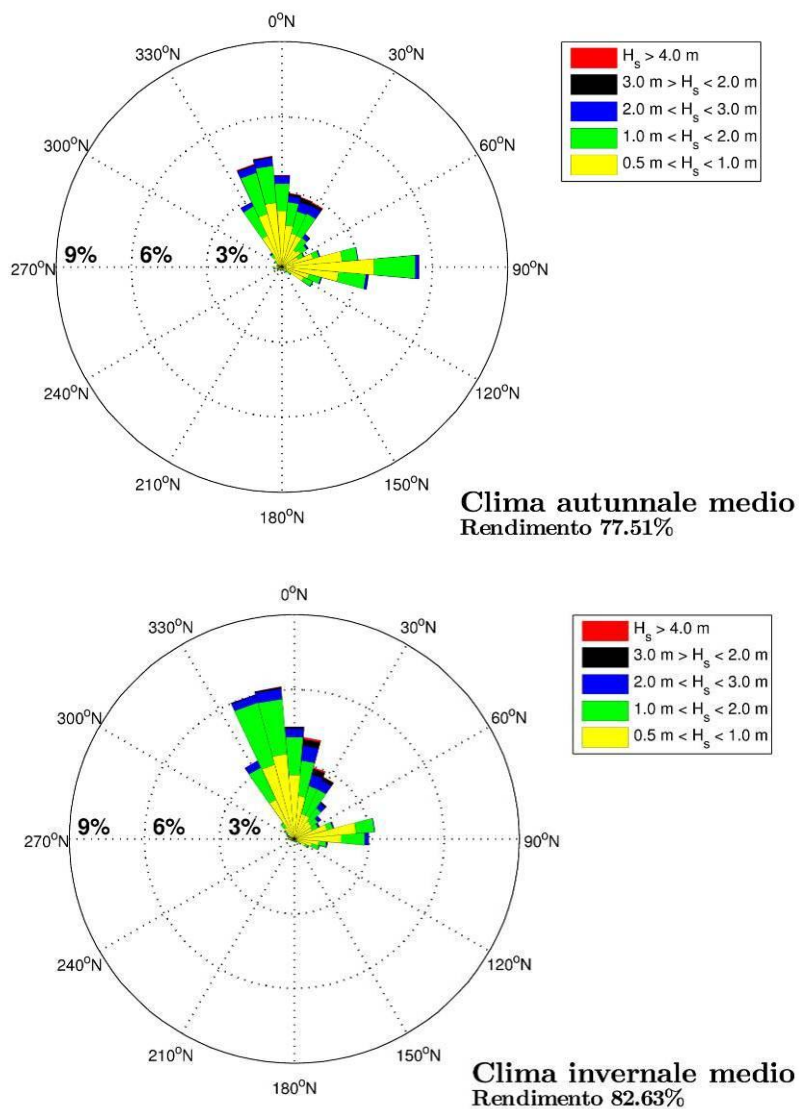 0°N
330°N
30°N
300°N
60°N
9%
6%
3%
270°N
90°N
240°N
120°N
210°N
150°N
180°N
H_s > 4.0 m
3.0 m > H_s < 2.0 m
2.0 m < H_s < 3.0 m
1.0 m < H_s < 2.0 m
0.5 m < H_s < 1.0 m
Clima autunnale medio
Rendimento 77.51%
0°N
330°N
30°N
300°N
60°N
9%
6%
3%
270°N
90°N
240°N
120°N
210°N
150°N
180°N
H_s > 4.0 m
3.0 m > H_s < 2.0 m
2.0 m < H_s < 3.0 m
1.0 m < H_s < 2.0 m
0.5 m < H_s < 1.0 m
Clima invernale medio
Rendimento 82.63%